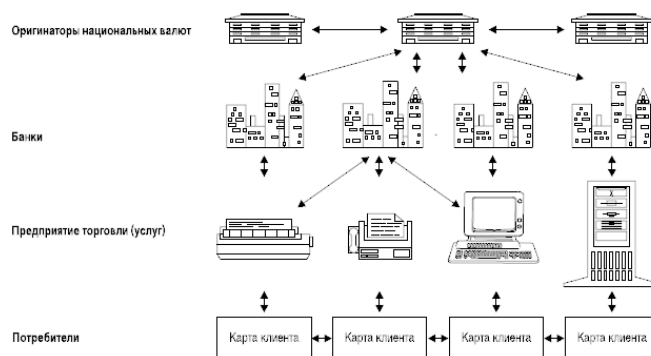 Оригинаторы национальных валют
Банки
Предприятие торговли (услуг)
Потребители
Карта клиента
Карта клиента
Карта клиента
Карта клиента